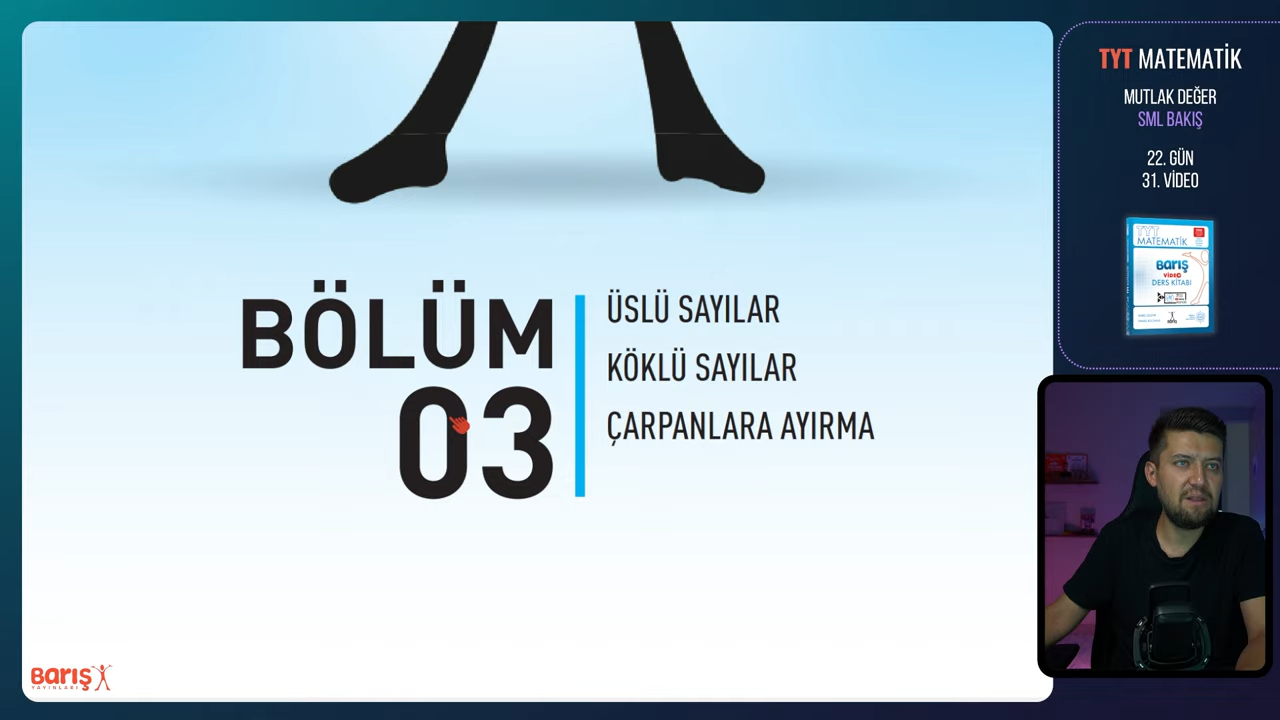 BÖLÜM
03
ÜSLÜ SAYILAR
KÖKLÜ SAYILAR
ÇARPANLARA AYIRMA
BARIŞ
YAYINLARI
TYT MATEMATİK
MUTLAK DEĞER
SML BAKIŞ
22. GÜN
31. VİDEO
TYT
MATEMATİK
BARIŞ
VİDEO
DERS KİTABI